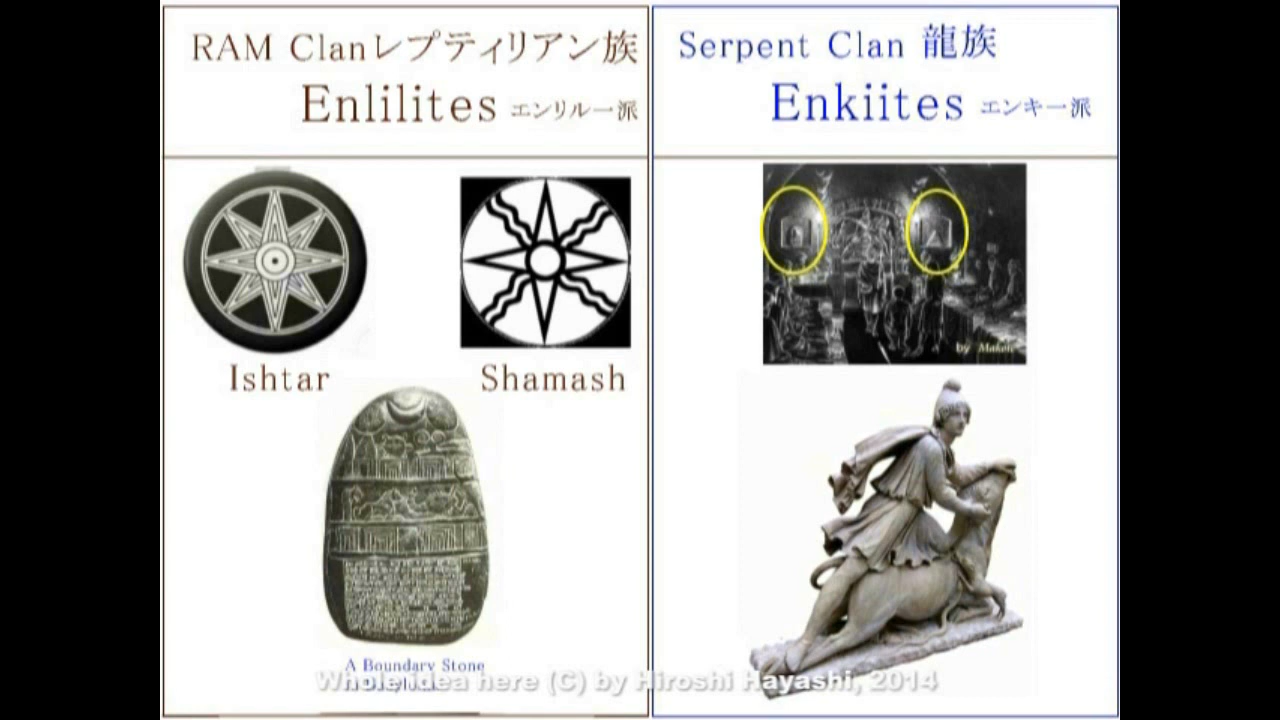 RAM Clanレプティリアン族
Enlilites エンリル一派
Serpent Clan 龍族
Enkiites エンキ一派
Ishtar
Shamash
by Makoll
A Boundary Stone
Whole idea here (C) by Hiroshi Hayashi, 2014